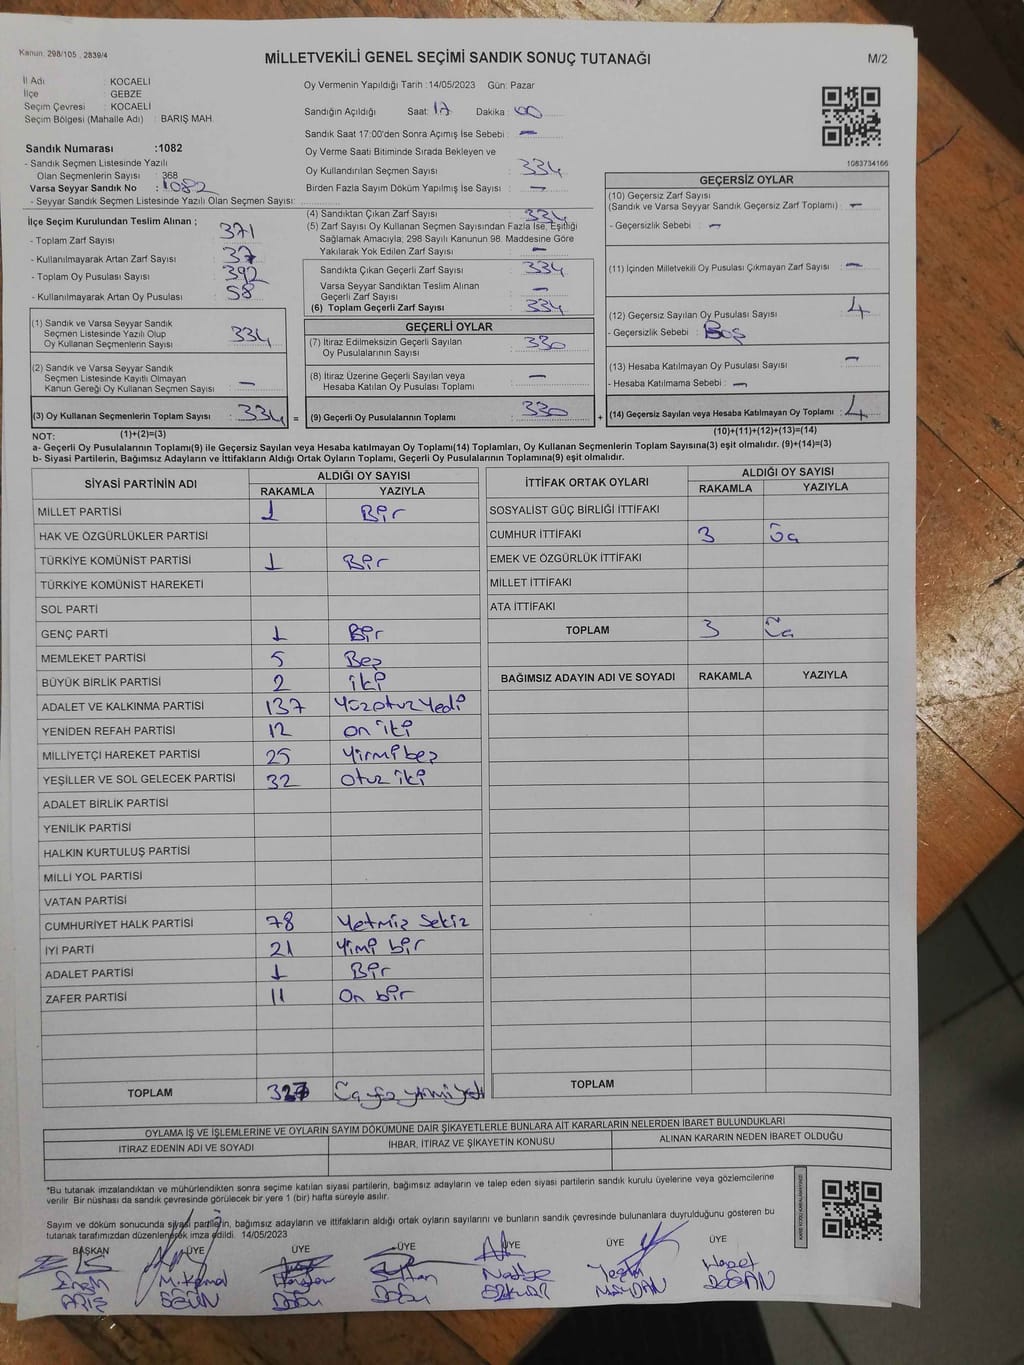 Kanun. 298/105 , 2839/4
MİLLETVEKİLİ GENEL SEÇİMİ SANDIK SONUÇ TUTANAĞI
M/2
İl Adı : KOCAELİ
İlçe : GEBZE
Seçim Çevresi : KOCAELİ
Seçim Bölgesi (Mahalle Adı) : BARIŞ MAH.
Sandık Numarası :1082
- Sandık Seçmen Listesinde Yazılı
Olan Seçmenlerin Sayısı : 368
Varsa Seyyar Sandık No : 1082
- Seyyar Sandık Seçmen Listesinde Yazılı Olan Seçmen Sayısı:
Oy Vermenin Yapıldığı Tarih :14/05/2023 Gün: Pazar
Sandığın Açıldığı Saat: 17 Dakika : 00
Sandık Saat 17:00'den Sonra Açımış İse Sebebi : —
Oy Verme Saati Bitiminde Sırada Bekleyen ve
Oy Kullandırılan Seçmen Sayısı : 334
Birden Fazla Sayım Döküm Yapılmış İse Sayısı : —
1083734166
İlçe Seçim Kurulundan Teslim Alınan ;
- Toplam Zarf Sayısı : 371
- Kullanılmayarak Artan Zarf Sayısı : 37
- Toplam Oy Pusulası Sayısı : 392
- Kullanılmayarak Artan Oy Pusulası : 58
(4) Sandıktan Çıkan Zarf Sayısı : 334
(5) Zarf Sayısı Oy Kullanan Seçmen Sayısından Fazla İse, Eşitliği
Sağlamak Amacıyla; 298 Sayılı Kanunun 98. Maddesine Göre
Yakılarak Yok Edilen Zarf Sayısı : —
Sandıkta Çıkan Geçerli Zarf Sayısı : 334
Varsa Seyyar Sandıktan Teslim Alınan
Geçerli Zarf Sayısı : —
(6) Toplam Geçerli Zarf Sayısı : 334
GEÇERSİZ OYLAR
(10) Geçersiz Zarf Sayısı
(Sandık ve Varsa Seyyar Sandık Geçersiz Zarf Toplamı) : —
- Geçersizlik Sebebi : —
(11) İçinden Milletvekili Oy Pusulası Çıkmayan Zarf Sayısı : —
(12) Geçersiz Sayılan Oy Pusulası Sayısı : 4
- Geçersizlik Sebebi : Boş
(13) Hesaba Katılmayan Oy Pusulası Sayısı : —
- Hesaba Katılmama Sebebi : —
(14) Geçersiz Sayılan veya Hesaba Katılmayan Oy Toplamı : 4
(10)+(11)+(12)+(13)=(14)
(1) Sandık ve Varsa Seyyar Sandık
Seçmen Listesinde Yazılı Olup
Oy Kullanan Seçmenlerin Sayısı : 334
(2) Sandık ve Varsa Seyyar Sandık
Seçmen Listesinde Kayıtlı Olmayan
Kanun Gereği Oy Kullanan Seçmen Sayısı : —
(3) Oy Kullanan Seçmenlerin Toplam Sayısı : 334 =
(1)+(2)=(3)
GEÇERLİ OYLAR
(7) İtiraz Edilmeksizin Geçerli Sayılan
Oy Pusulalarının Sayısı : 330
(8) İtiraz Üzerine Geçerli Sayılan veya
Hesaba Katılan Oy Pusulası Toplamı : —
(9) Geçerli Oy Pusulalarının Toplamı : 330 +
NOT:
a- Geçerli Oy Pusulalarının Toplamı(9) ile Geçersiz Sayılan veya Hesaba katılmayan Oy Toplamı(14) Toplamları, Oy Kullanan Seçmenlerin Toplam Sayısına(3) eşit olmalıdır. (9)+(14)=(3)
b- Siyasi Partilerin, Bağımsız Adayların ve İttifakların Aldığı Ortak Oyların Toplamı, Geçerli Oy Pusulalarının Toplamına(9) eşit olmalıdır.
SİYASİ PARTİNİN ADI ALDIĞI OY SAYISI
RAKAMLA YAZIYLA
MİLLET PARTİSİ 1 Bir
HAK VE ÖZGÜRLÜKLER PARTİSİ
TÜRKİYE KOMÜNİST PARTİSİ 1 Bir
TÜRKİYE KOMÜNİST HAREKETİ
SOL PARTİ
GENÇ PARTİ 1 Bir
MEMLEKET PARTİSİ 5 Beş
BÜYÜK BİRLİK PARTİSİ 2 iki
ADALET VE KALKINMA PARTİSİ 137 Yüzotuzyedi
YENİDEN REFAH PARTİSİ 12 on iki
MİLLİYETÇİ HAREKET PARTİSİ 25 Yirmibeş
YEŞİLLER VE SOL GELECEK PARTİSİ 32 Otuz iki
ADALET BİRLİK PARTİSİ
YENİLİK PARTİSİ
HALKIN KURTULUŞ PARTİSİ
MİLLİ YOL PARTİSİ
VATAN PARTİSİ
CUMHURİYET HALK PARTİSİ 78 Yetmiş sekiz
İYİ PARTİ 21 Yimi bir
ADALET PARTİSİ 1 Bir
ZAFER PARTİSİ 11 On bir
TOPLAM 327
İTTİFAK ORTAK OYLARI ALDIĞI OY SAYISI
RAKAMLA YAZIYLA
SOSYALİST GÜÇ BİRLİĞİ İTTİFAKI
CUMHUR İTTİFAKI 3 Üç
EMEK VE ÖZGÜRLÜK İTTİFAKI
MİLLET İTTİFAKI
ATA İTTİFAKI
TOPLAM 3 Üç
BAĞIMSIZ ADAYIN ADI VE SOYADI RAKAMLA YAZIYLA
TOPLAM
OYLAMA İŞ VE İŞLEMLERİNE VE OYLARIN SAYIM DÖKÜMÜNE DAİR ŞİKAYETLERLE BUNLARA AİT KARARLARIN NELERDEN İBARET BULUNDUKLARI
İTİRAZ EDENİN ADI VE SOYADI İHBAR, İTİRAZ VE ŞİKAYETİN KONUSU ALINAN KARARIN NEDEN İBARET OLDUĞU
*Bu tutanak imzalandıktan ve mühürlendikten sonra seçime katılan siyasi partilerin, bağımsız adayların ve talep eden siyasi partilerin sandık kurulu üyelerine veya gözlemcilerine
verilir. Bir nüshası da sandık çevresinde görülecek bir yere 1 (bir) hafta süreyle asılır.
Sayım ve döküm sonucunda siyasi partilerin, bağımsız adayların ve ittifakların aldığı ortak oyların sayılarını ve bunların sandık çevresinde bulunanlara duyrulduğunu gösteren bu
tutanak tarafımızdan düzenlenerek imza edildi. 14/05/2023
BAŞKAN ÜYE ÜYE ÜYE ÜYE ÜYE ÜYE
M. Kemal Sultan Hazel
DOĞAN